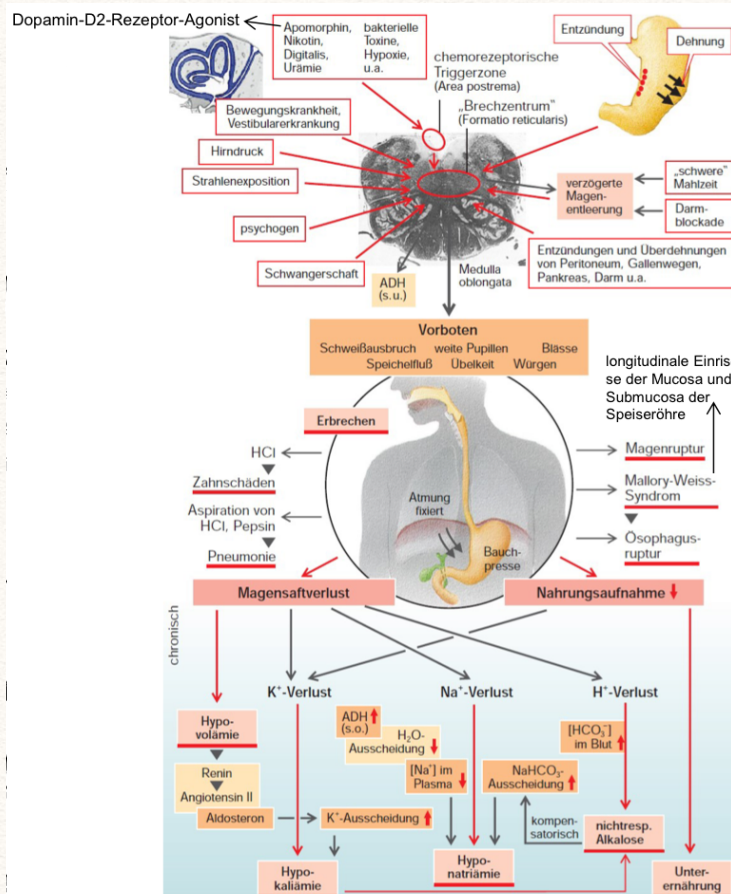 Dopamin-D2-Rezeptor-Agonist
Apomorphin,
Nikotin,
Digitalis,
Urämie
bakterielle
Toxine,
Hypoxie,
u.a.
chemorezeptorische
Triggerzone
(Area postrema)
„Brechzentrum“
(Formatio reticularis)
Entzündung
Dehnung
Bewegungskrankheit,
Vestibularerkrankung
Hirndruck
Strahlenexposition
psychogen
Schwangerschaft
verzögerte
Magen-
entleerung
„schwere“
Mahlzeit
Darm-
blockade
Entzündungen und Überdehnungen
von Peritoneum, Gallenwegen,
Pankreas, Darm u.a.
ADH
(s.u.)
Medulla
oblongata
Vorboten
Schweißausbruch weite Pupillen Blässe
Speichelfluß Übelkeit Würgen
longitudinale Einris
se der Mucosa und
Submucosa der
Speiseröhre
Erbrechen
HCl
Zahnschäden
Aspiration von
HCl, Pepsin
Pneumonie
Atmung
fixiert
Bauch-
presse
Magenruptur
Mallory-Weiss-
Syndrom
Ösophagus-
ruptur
Magensaftverlust
Nahrungsaufnahme
chronisch
K⁺-Verlust
Na⁺-Verlust
H⁺-Verlust
Hypo-
volämie
Renin
Angiotensin II
Aldosteron
ADH
(s.o.)
H₂O-
Ausscheidung
[Na⁺] im
Plasma
K⁺-Ausscheidung
NaHCO₃-
Ausscheidung
[HCO₃⁻]
im Blut
kompen-
satorisch
nichtresp.
Alkalose
Hypo-
kaliämie
Hypo-
natriämie
Unter-
ernährung